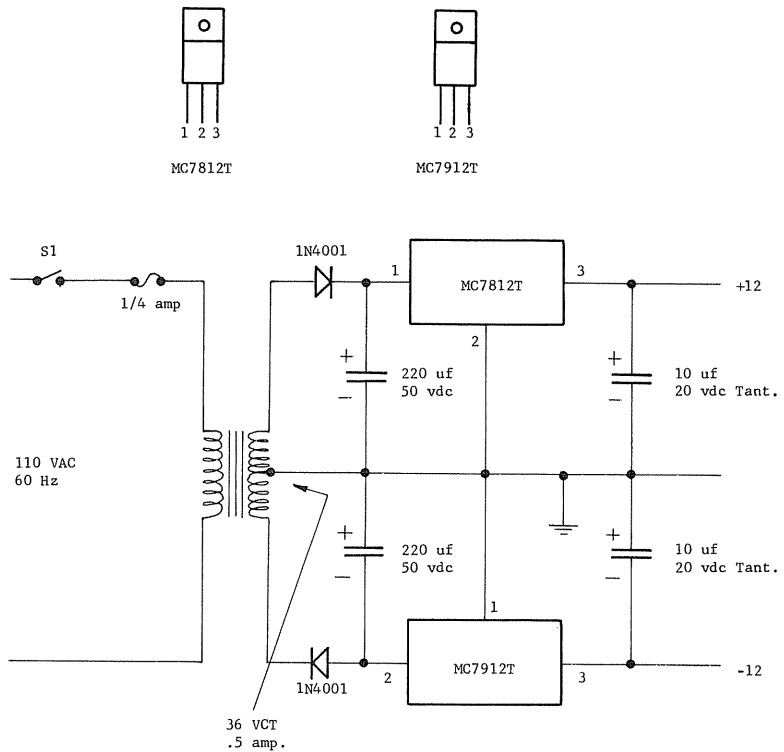 1 2 3
1 2 3
MC7812T
MC7912T
S1
1/4 amp
1N4001
1
MC7812T
3
+12
2
+
220 uf
50 vdc
−
+
10 uf
20 vdc Tant.
−
110 VAC
60 Hz
+
220 uf
50 vdc
−
+
10 uf
20 vdc Tant.
−
1
1N4001
2
MC7912T
3
-12
36 VCT
.5 amp.